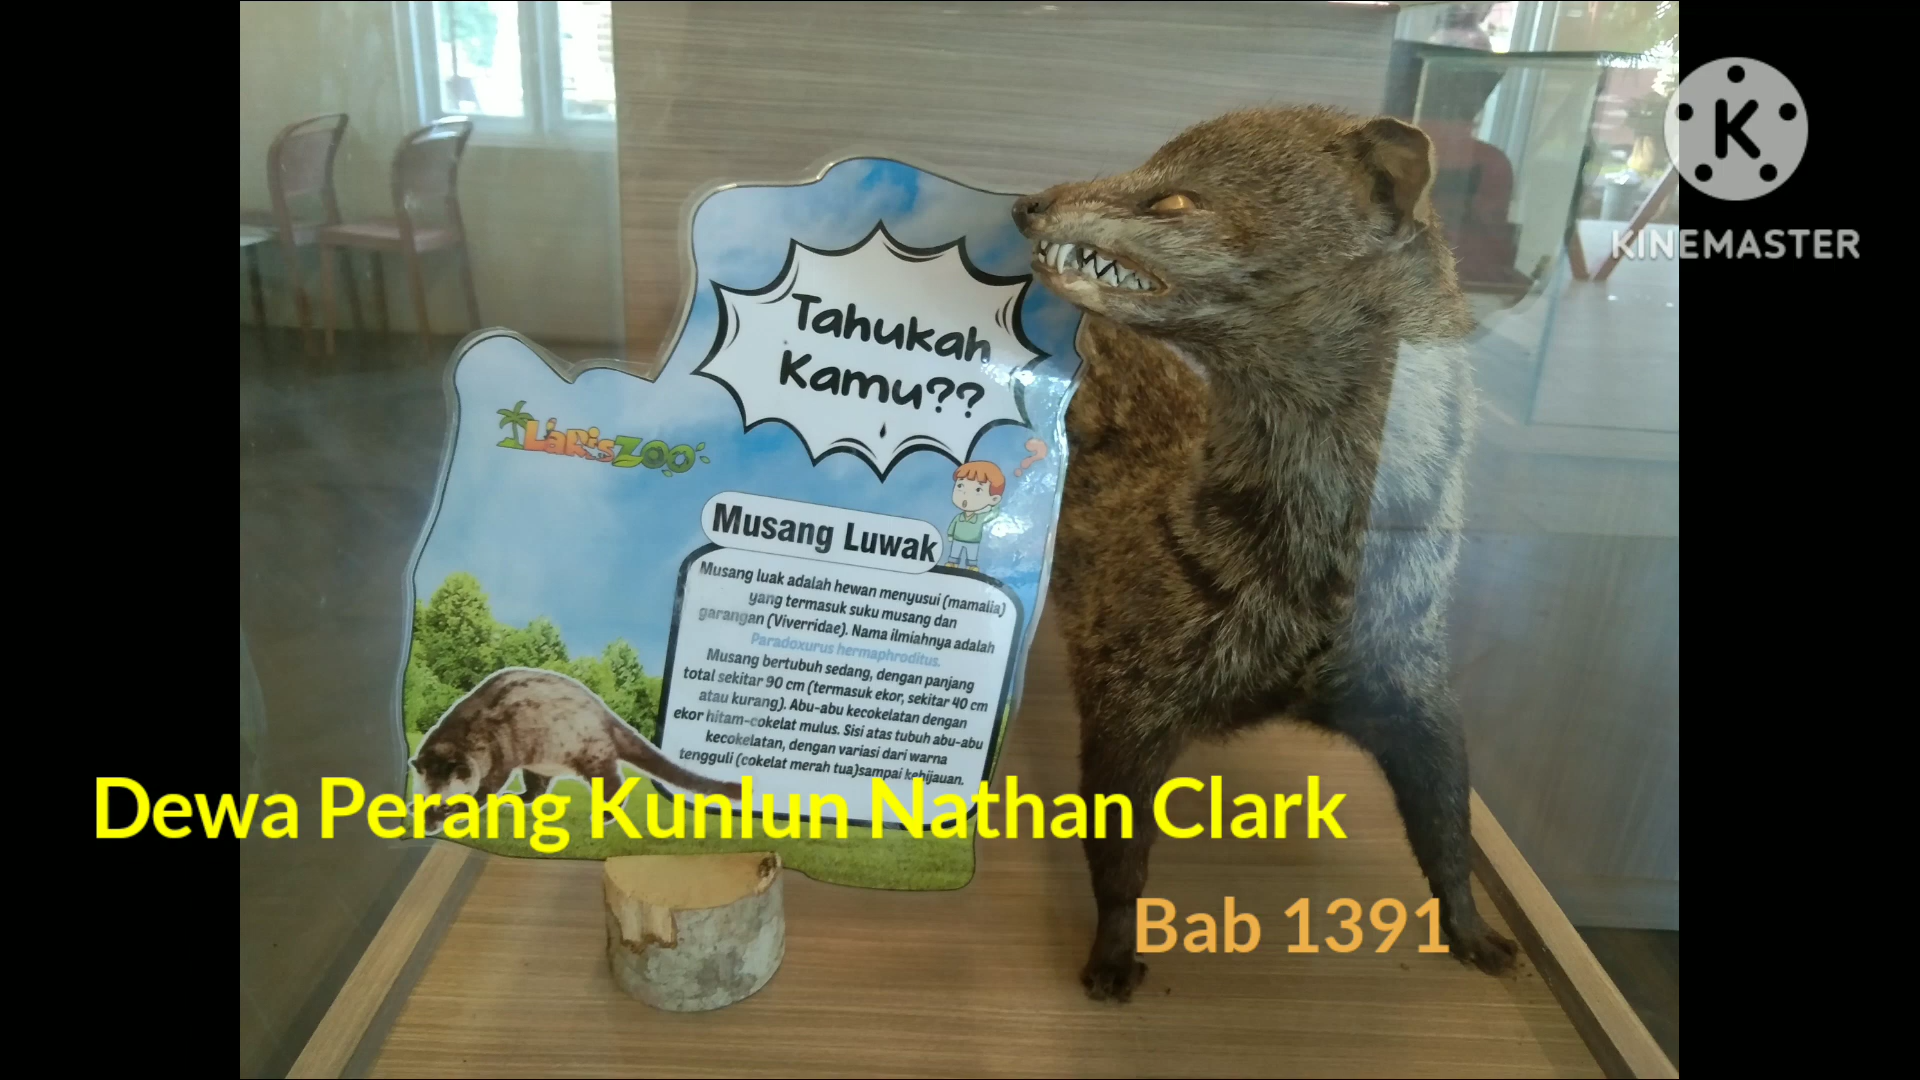 KINEMASTER
Tahukah
Kamu??
LaRisZOO
Musang Luwak
Musang luak adalah hewan menyusui (mamalia)
yang termasuk suku musang dan
garangan (Viverridae). Nama ilmiahnya adalah
Paradoxurus hermaphroditus.
Musang bertubuh sedang, dengan panjang
total sekitar 90 cm (termasuk ekor, sekitar 40 cm
atau kurang). Abu-abu kecokelatan dengan
ekor hitam-cokelat mulus. Sisi atas tubuh abu-abu
kecokelatan, dengan variasi dari warna
tengguli (cokelat merah tua)sampai kehijauan.
Dewa Perang Kunlun Nathan Clark
Bab 1391